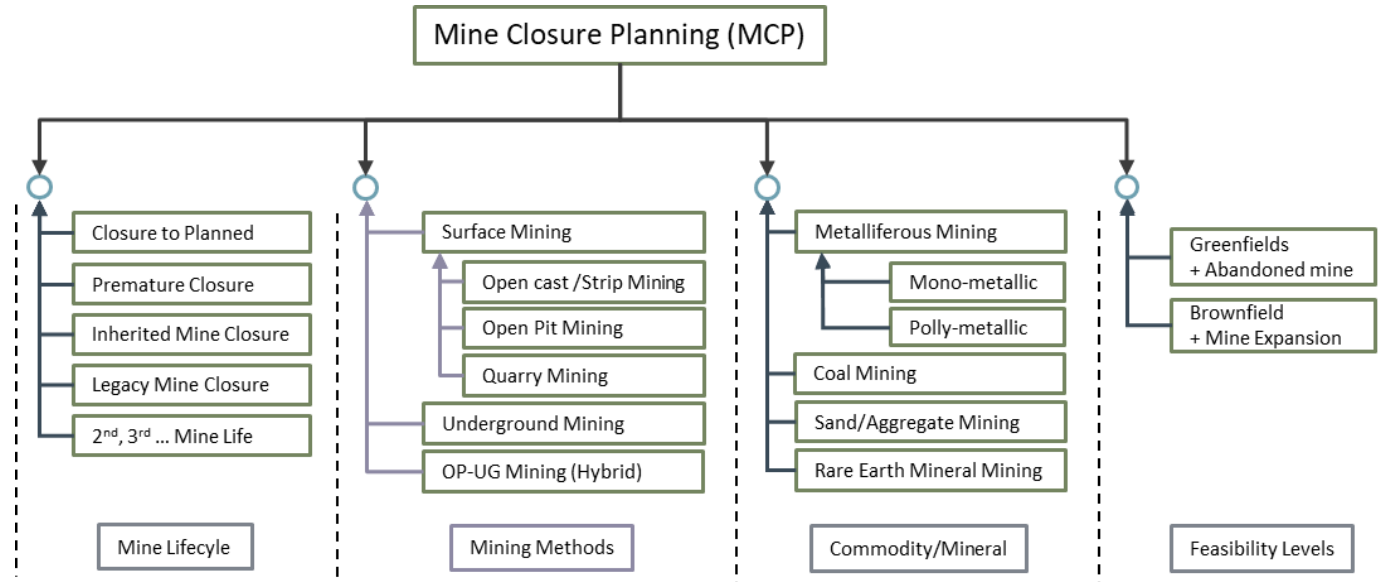 Mine Closure Planning (MCP)
Closure to Planned
Premature Closure
Inherited Mine Closure
Legacy Mine Closure
2nd, 3rd ... Mine Life
Mine Lifecyle
Surface Mining
Open cast /Strip Mining
Open Pit Mining
Quarry Mining
Underground Mining
OP-UG Mining (Hybrid)
Mining Methods
Metalliferous Mining
Mono-metallic
Polly-metallic
Coal Mining
Sand/Aggregate Mining
Rare Earth Mineral Mining
Commodity/Mineral
Greenfields
+ Abandoned mine
Brownfield
+ Mine Expansion
Feasibility Levels